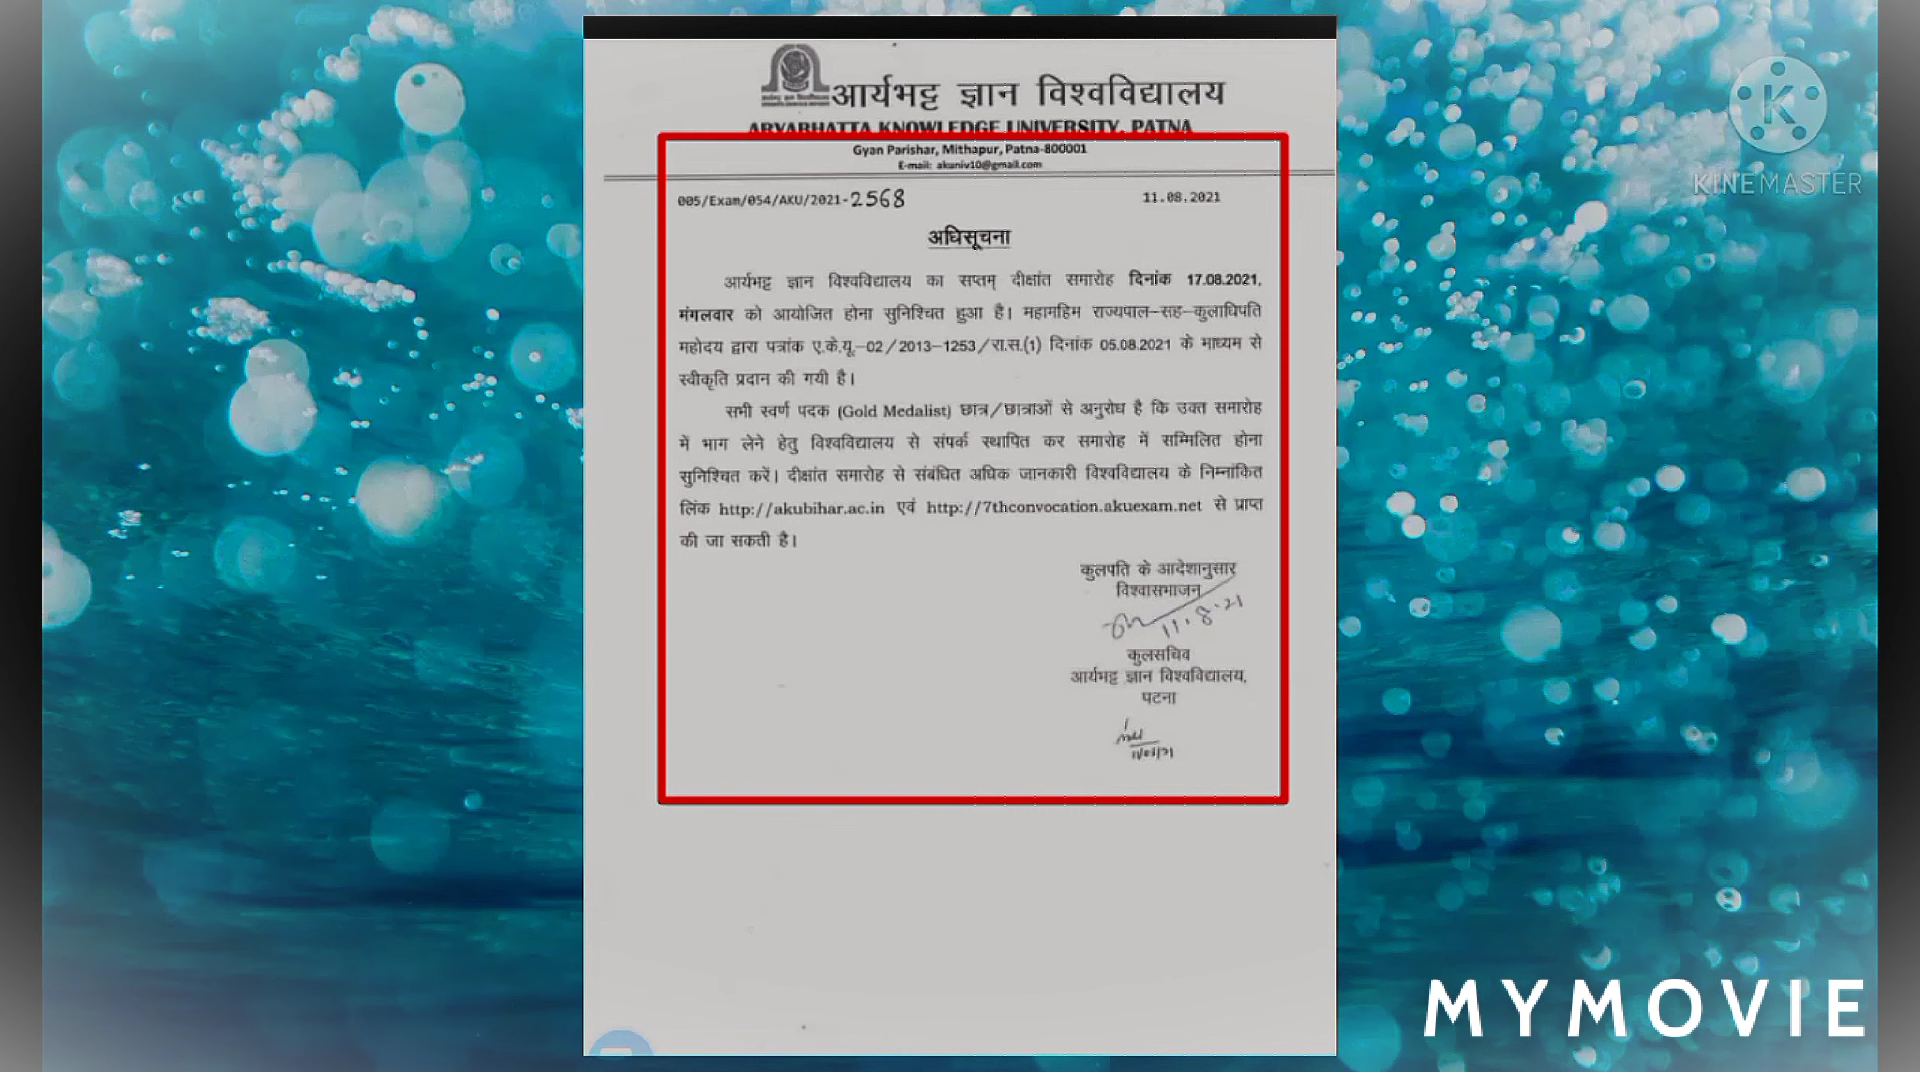 आर्यभट्ट ज्ञान विश्वविद्यालय
ARYABHATTA KNOWLEDGE UNIVERSITY, PATNA
Gyan Parishar, Mithapur, Patna-800001
E-mail: akuniv10@gmail.com
005/Exam/054/AKU/2021-2568 11.08.2021
अधिसूचना
आर्यभट्ट ज्ञान विश्वविद्यालय का सप्तम् दीक्षांत समारोह दिनांक 17.08.2021,
मंगलवार को आयोजित होना सुनिश्चित हुआ है। महामहिम राज्यपाल-सह-कुलाधिपति
महोदय द्वारा पत्रांक ए.के.यू.-02/2013-1253/रा.स.(1) दिनांक 05.08.2021 के माध्यम से
स्वीकृति प्रदान की गयी है।
सभी स्वर्ण पदक (Gold Medalist) छात्र/छात्राओं से अनुरोध है कि उक्त समारोह
में भाग लेने हेतु विश्वविद्यालय से संपर्क स्थापित कर समारोह में सम्मिलित होना
सुनिश्चित करें। दीक्षांत समारोह से संबंधित अधिक जानकारी विश्वविद्यालय के निम्नांकित
लिंक http://akubihar.ac.in एवं http://7thconvocation.akuexam.net से प्राप्त
की जा सकती है।
कुलपति के आदेशानुसार
विश्वासभाजन
11.8.21
कुलसचिव
आर्यभट्ट ज्ञान विश्वविद्यालय,
पटना
K
KINEMASTER
MYMOVIE